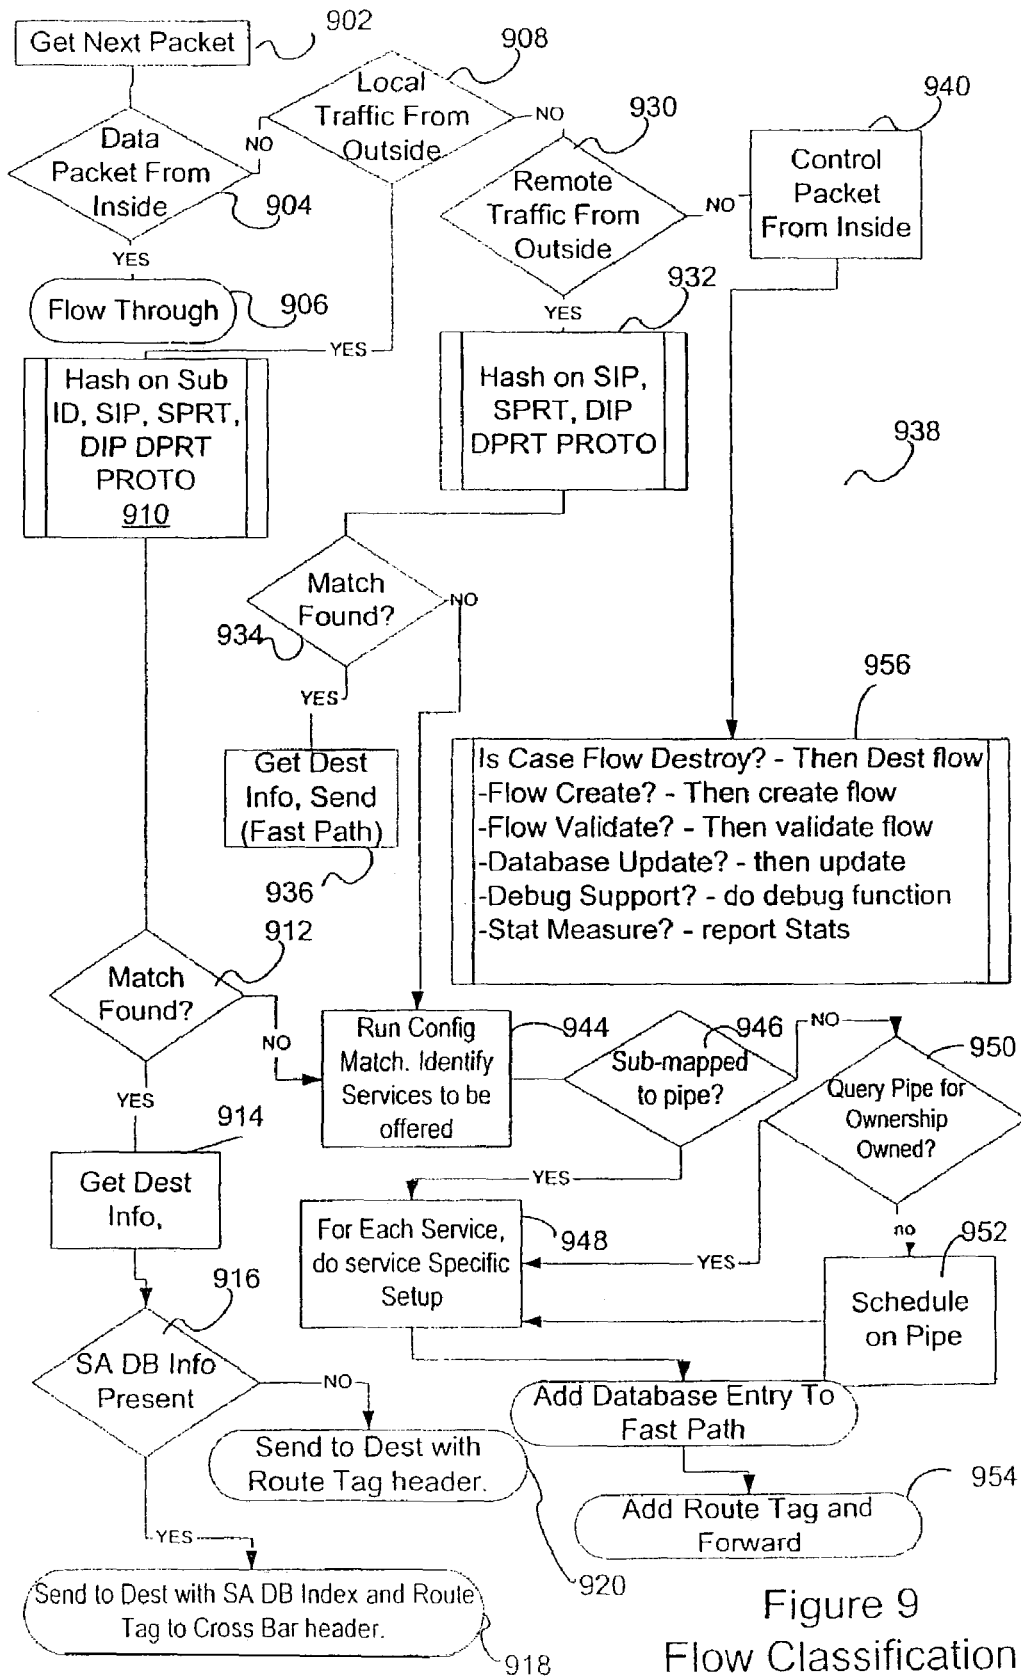 Get Next Packet
902
Data
Packet From
Inside
904
NO
YES
Flow Through
906
Local
Traffic From
Outside
908
NO
YES
Remote
Traffic From
Outside
930
NO
YES
Control
Packet
From Inside
940
Hash on Sub
ID, SIP, SPRT,
DIP DPRT
PROTO
910
Hash on SIP,
SPRT, DIP
DPRT PROTO
932
938
Match
Found?
934
NO
YES
Get Dest
Info, Send
(Fast Path)
936
956
Is Case Flow Destroy? - Then Dest flow
-Flow Create? - Then create flow
-Flow Validate? - Then validate flow
-Database Update? - then update
-Debug Support? - do debug function
-Stat Measure? - report Stats
Match
Found?
912
NO
YES
Run Config
Match. Identify
Services to be
offered
944
Sub-mapped
to pipe?
946
NO
YES
Query Pipe for
Ownership
Owned?
950
YES
no
Get Dest
Info,
914
For Each Service,
do service Specific
Setup
948
Schedule
on Pipe
952
SA DB Info
Present
916
NO
YES
Send to Dest with
Route Tag header.
920
Add Database Entry To
Fast Path
Add Route Tag and
Forward
954
Send to Dest with SA DB Index and Route
Tag to Cross Bar header.
918
Figure 9
Flow Classification